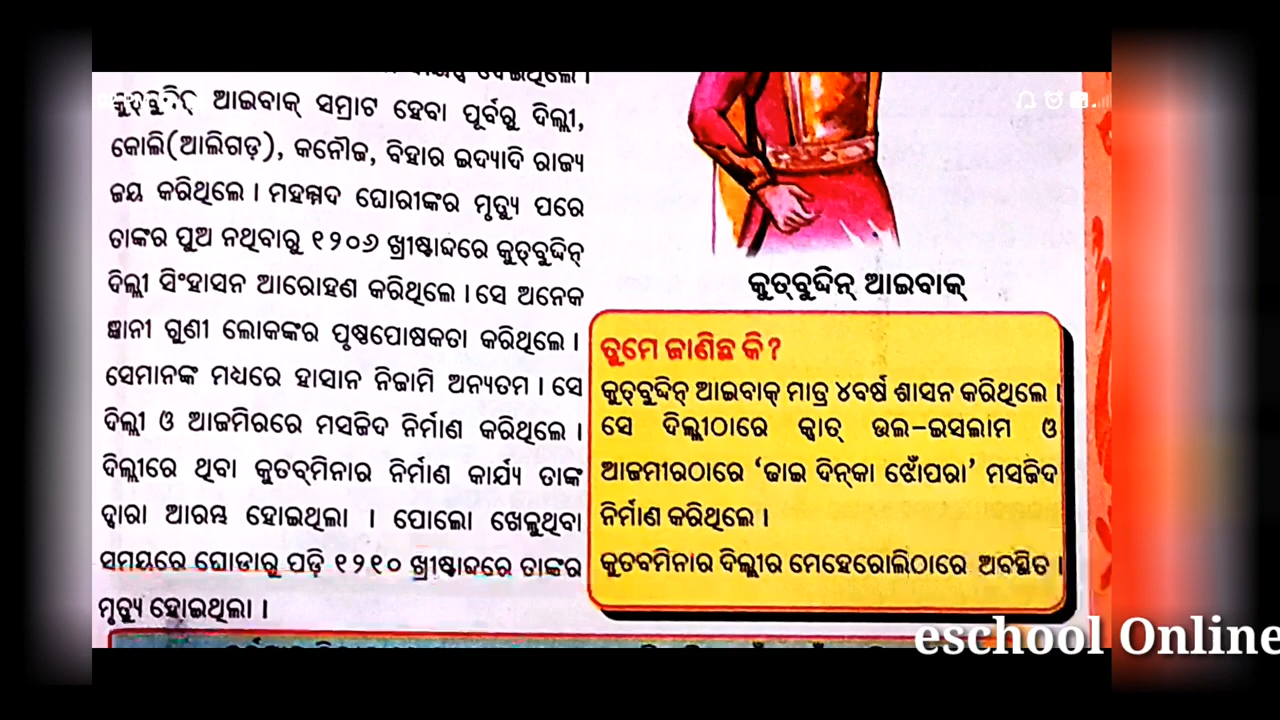 କୁତ୍‌ବୁଦ୍ଦିନ୍ ଆଇବାକ୍ ସମ୍ରାଟ ହେବା ପୂର୍ବରୁ ଦିଲ୍ଲୀ,
କୋଲି(ଆଲିଗଡ଼), କନୌଜ, ବିହାର ଇତ୍ୟାଦି ରାଜ୍ୟ
ଜୟ କରିଥିଲେ । ମହମ୍ମଦ ଘୋରୀଙ୍କର ମୃତ୍ୟୁ ପରେ
ତାଙ୍କର ପୁଅ ନଥିବାରୁ ୧୨୦୬ ଖ୍ରୀଷ୍ଟାବ୍ଦରେ କୁତ୍‌ବୁଦ୍ଦିନ୍
ଦିଲ୍ଲୀ ସିଂହାସନ ଆରୋହଣ କରିଥିଲେ । ସେ ଅନେକ
ଜ୍ଞାନୀ ଗୁଣୀ ଲୋକଙ୍କର ପୃଷ୍ଠପୋଷକତା କରିଥିଲେ ।
ସେମାନଙ୍କ ମଧ୍ୟରେ ହାସାନ ନିଜାମି ଅନ୍ୟତମ । ସେ
ଦିଲ୍ଲୀ ଓ ଆଜମିରରେ ମସଜିଦ ନିର୍ମାଣ କରିଥିଲେ ।
ଦିଲ୍ଲୀରେ ଥିବା କୁତବ୍‌ମିନାର ନିର୍ମାଣ କାର୍ଯ୍ୟ ତାଙ୍କ
ଦ୍ୱାରା ଆରମ୍ଭ ହୋଇଥିଲା । ପୋଲୋ ଖେଳୁଥିବା
ସମୟରେ ଘୋଡାରୁ ପଡ଼ି ୧୨୧୦ ଖ୍ରୀଷ୍ଟାବ୍ଦରେ ତାଙ୍କର
ମୃତ୍ୟୁ ହୋଇଥିଲା ।
କୁତ୍‌ବୁଦ୍ଦିନ୍ ଆଇବାକ୍
ତୁମେ ଜାଣିଛ କି ?
କୁତ୍‌ବୁଦ୍ଦିନ୍ ଆଇବାକ୍ ମାତ୍ର ୪ବର୍ଷ ଶାସନ କରିଥିଲେ ।
ସେ ଦିଲ୍ଲୀଠାରେ କ୍ୱାତ୍ ଉଲ-ଇସଲାମ ଓ
ଆଜମୀରଠାରେ ‘ଢାଇ ଦିନ୍‌କା ଝୋଁପରା’ ମସଜିଦ
ନିର୍ମାଣ କରିଥିଲେ ।
କୁତବମିନାର ଦିଲ୍ଲୀର ମେହେରୋଲିଠାରେ ଅବସ୍ଥିତ ।
eschool Online